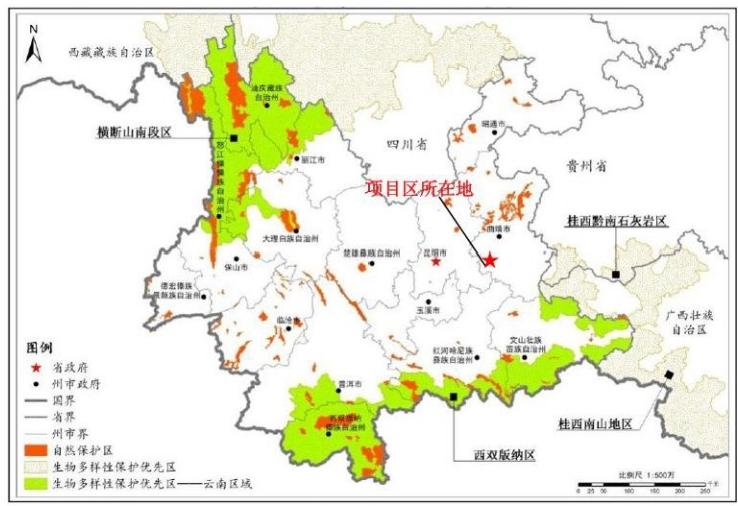 N
西藏藏族自治区
迪庆藏族
自治州
昭通市
横断山南段区
四川省
怒江傈僳族自治州
丽江市
贵州省
项目区所在地
桂西黔南石灰岩区
大理白族自治州
楚雄彝族自治州
昆明市
曲靖市
保山市
德宏傣族
景颇族自治州
临沧市
玉溪市
广西壮族
自治区
红河哈尼族
彝族自治州
文山壮族
苗族自治州
图例
省政府
州市政府
国界
省界
州市界
自然保护区
生物多样性保护优先区
生物多样性保护优先区——云南区域
普洱市
西双版纳
傣族自治州
西双版纳区
桂西南山地区
比例尺 1:500万
0 25 50 100 150 200 250
千米